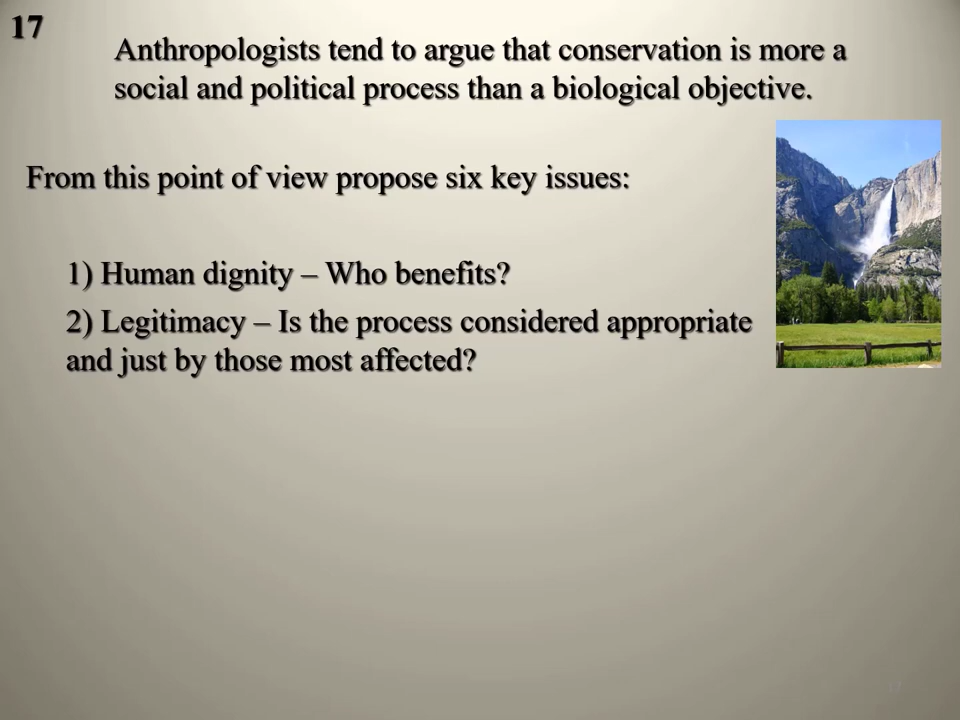 17
Anthropologists tend to argue that conservation is more a
social and political process than a biological objective.
From this point of view propose six key issues:
1) Human dignity – Who benefits?
2) Legitimacy – Is the process considered appropriate
and just by those most affected?